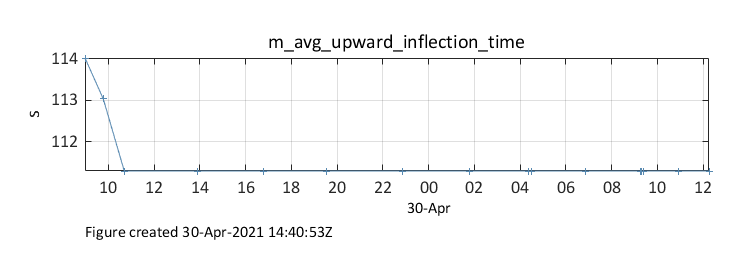 m_avg_upward_inflection_time
114
113
112
s
10 12 14 16 18 20 22 00 02 04 06 08 10 12
30-Apr
Figure created 30-Apr-2021 14:40:53Z